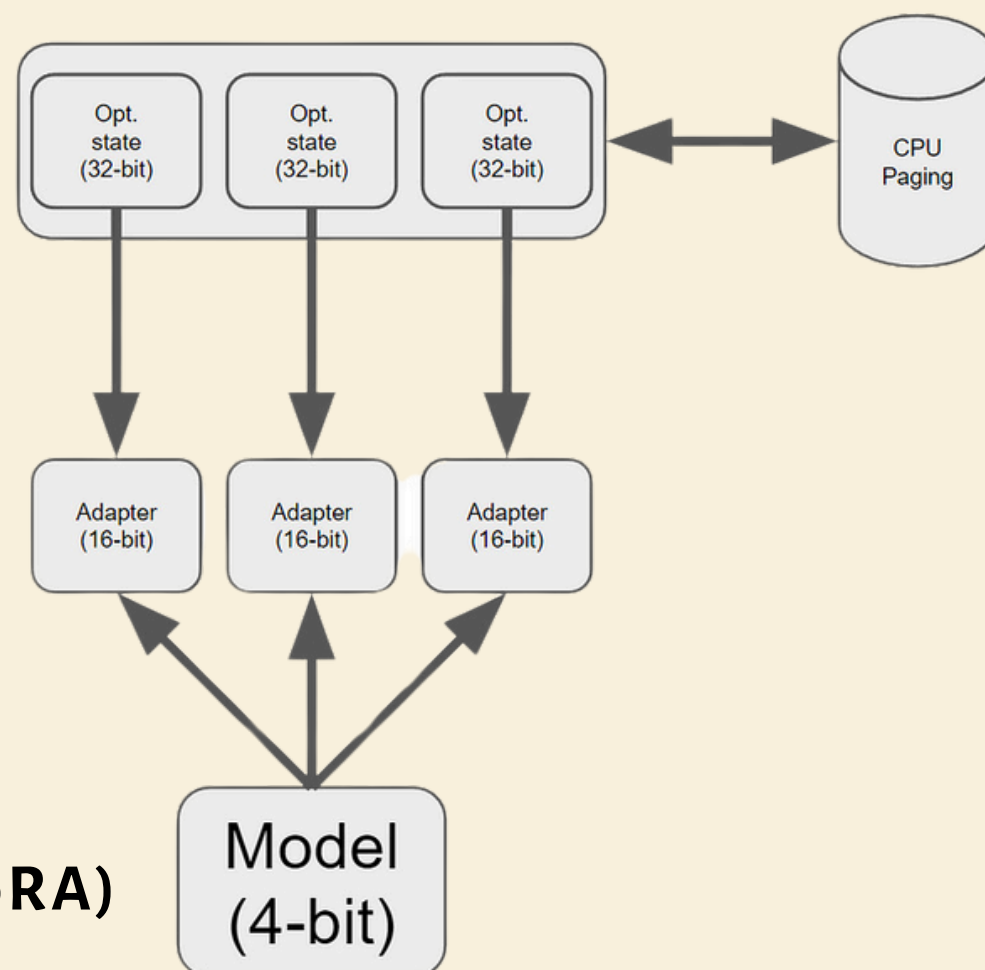 Opt.
state
(32-bit)
Opt.
state
(32-bit)
Opt.
state
(32-bit)
CPU
Paging
Adapter
(16-bit)
Adapter
(16-bit)
Adapter
(16-bit)
Model
(4-bit)
RA)